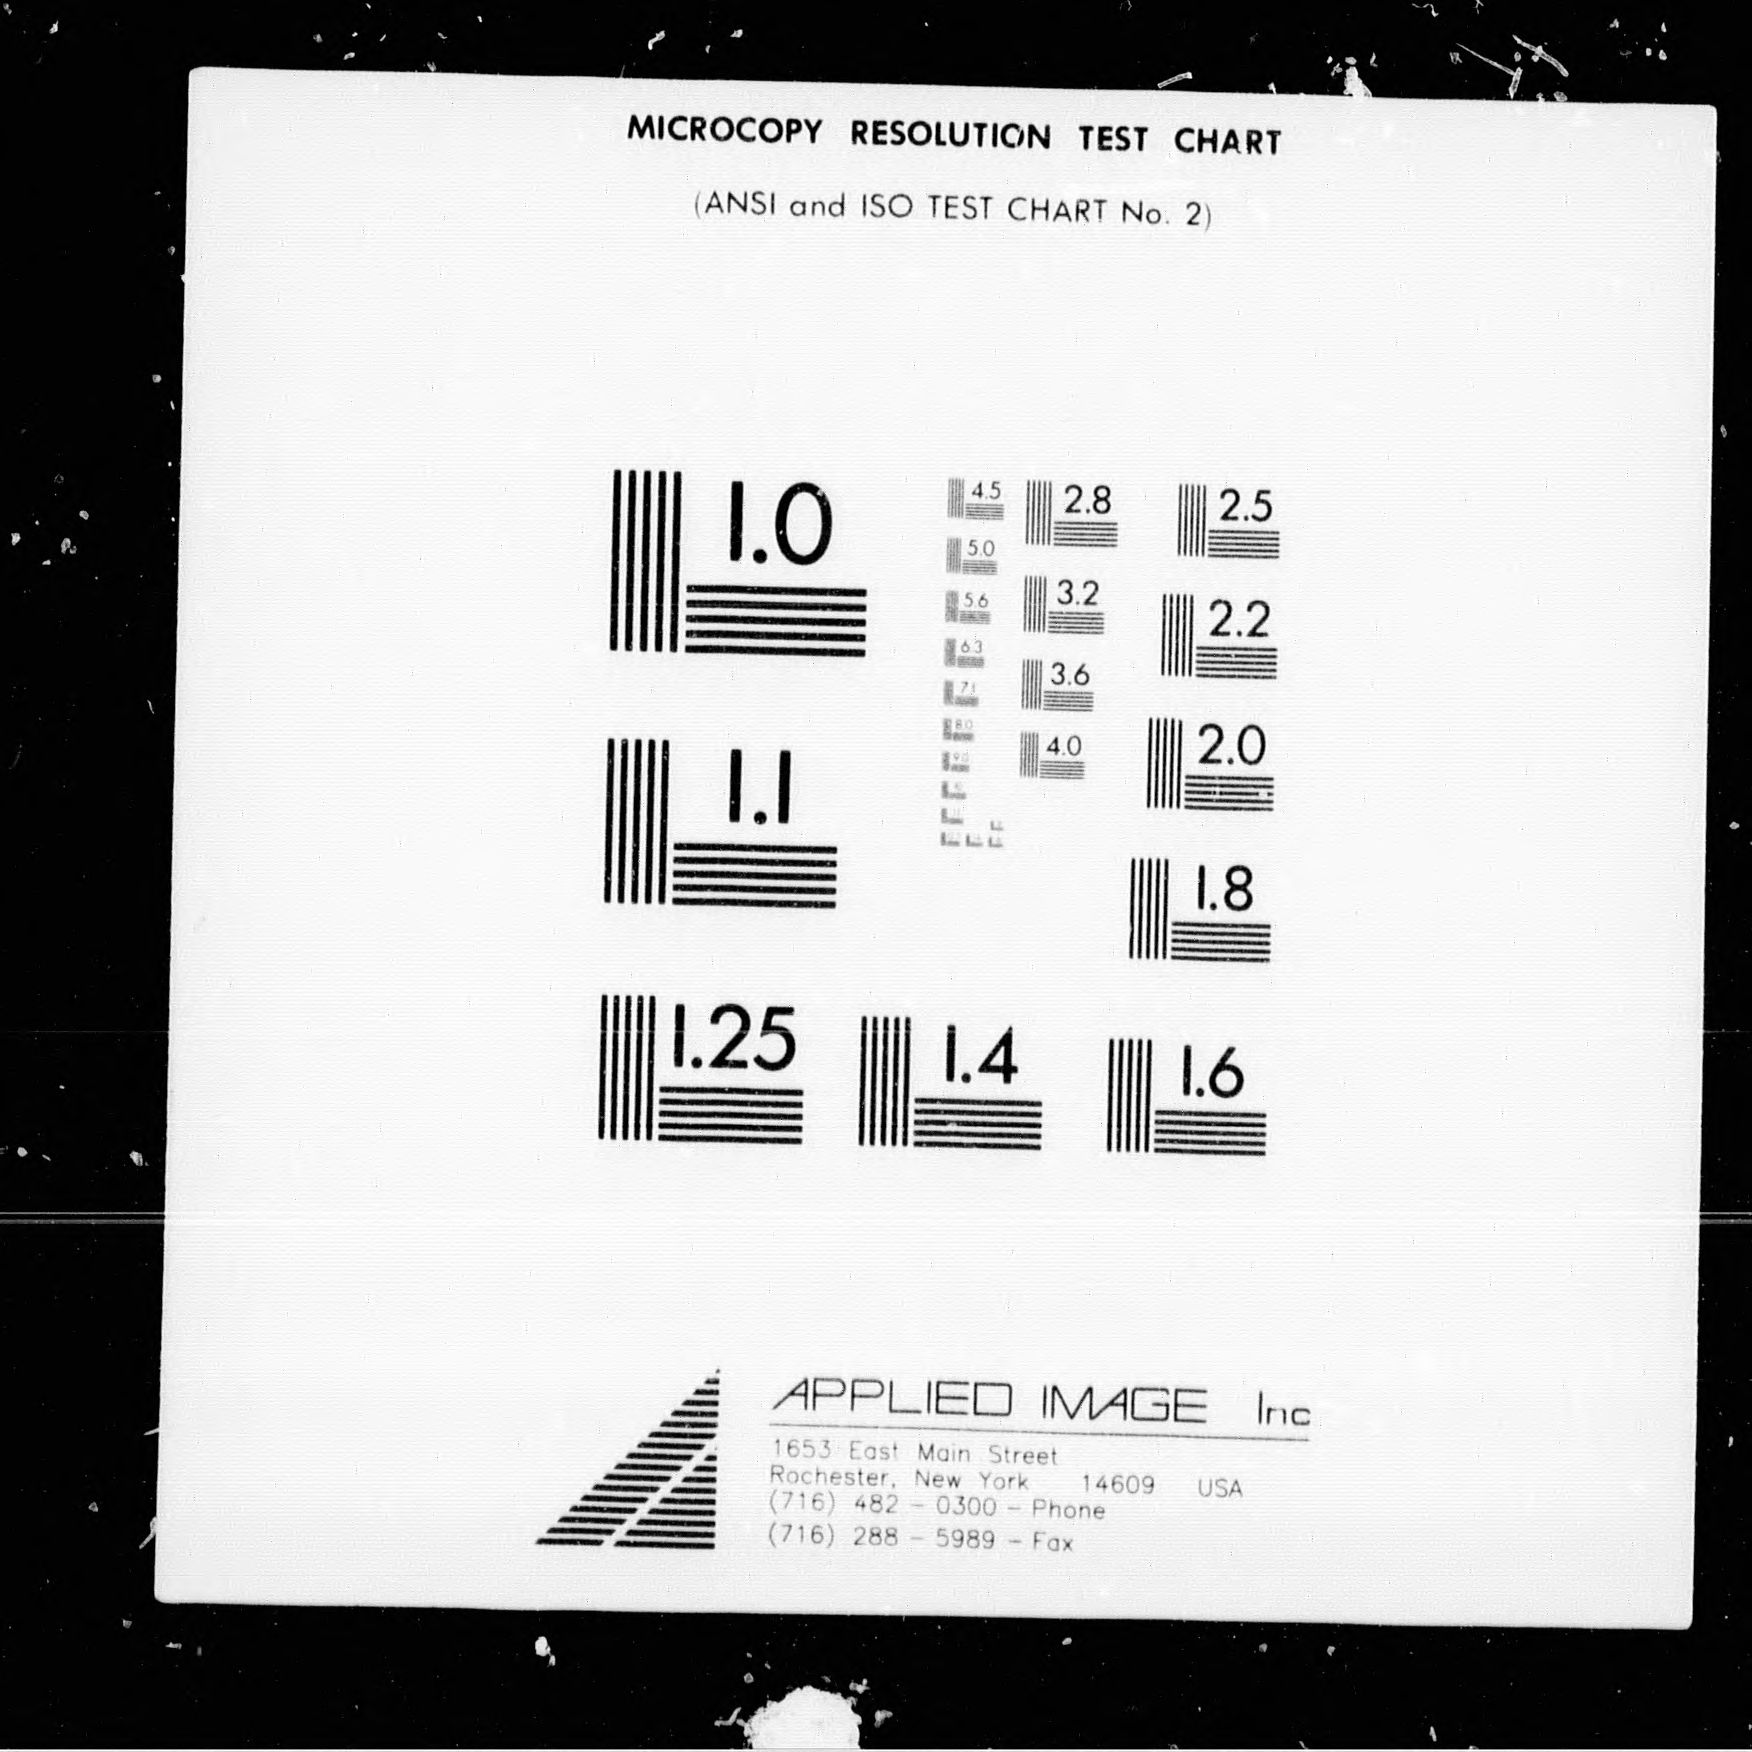 MICROCOPY RESOLUTION TEST CHART
(ANSI and ISO TEST CHART No. 2)
1.0
1.1
1.25
1.4
1.6
1.8
2.0
2.2
2.5
2.8
3.2
3.6
4.0
4.5
5.0
5.6
6.3
7.1
8.0
9.0
APPLIED IMAGE Inc
1653 East Main Street
Rochester, New York 14609 USA
(716) 482 - 0300 - Phone
(716) 288 - 5989 - Fax